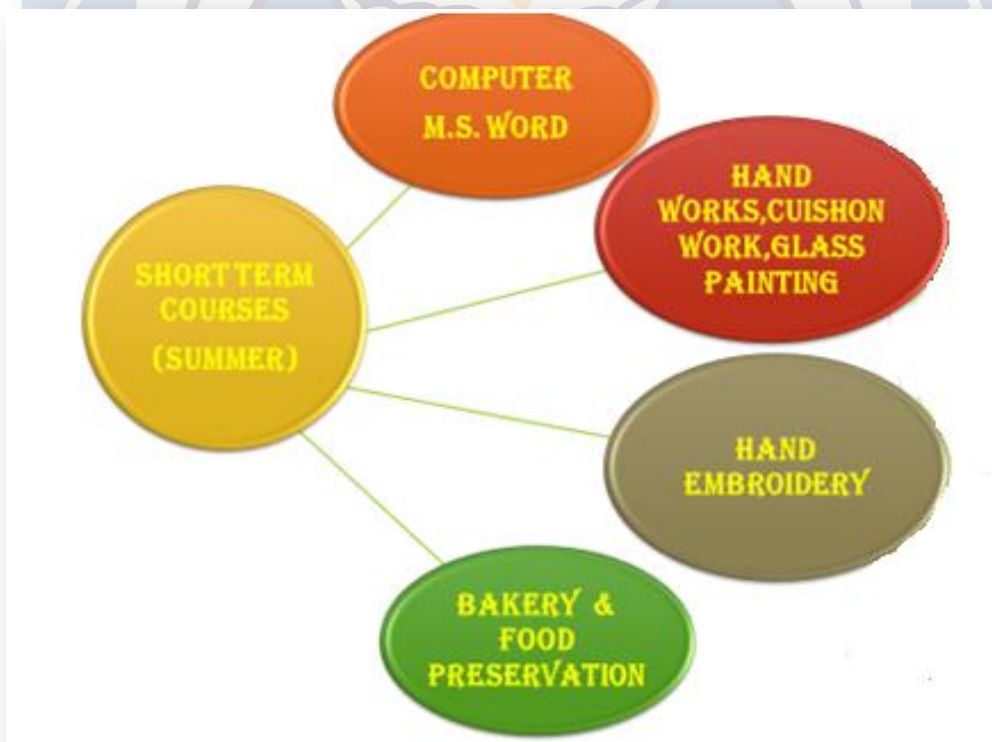 COMPUTER
M.S. WORD
HAND
WORKS,CUISHON
WORK,GLASS
PAINTING
SHORT TERM
COURSES
(SUMMER)
HAND
EMBROIDERY
BAKERY &
FOOD
PRESERVATION